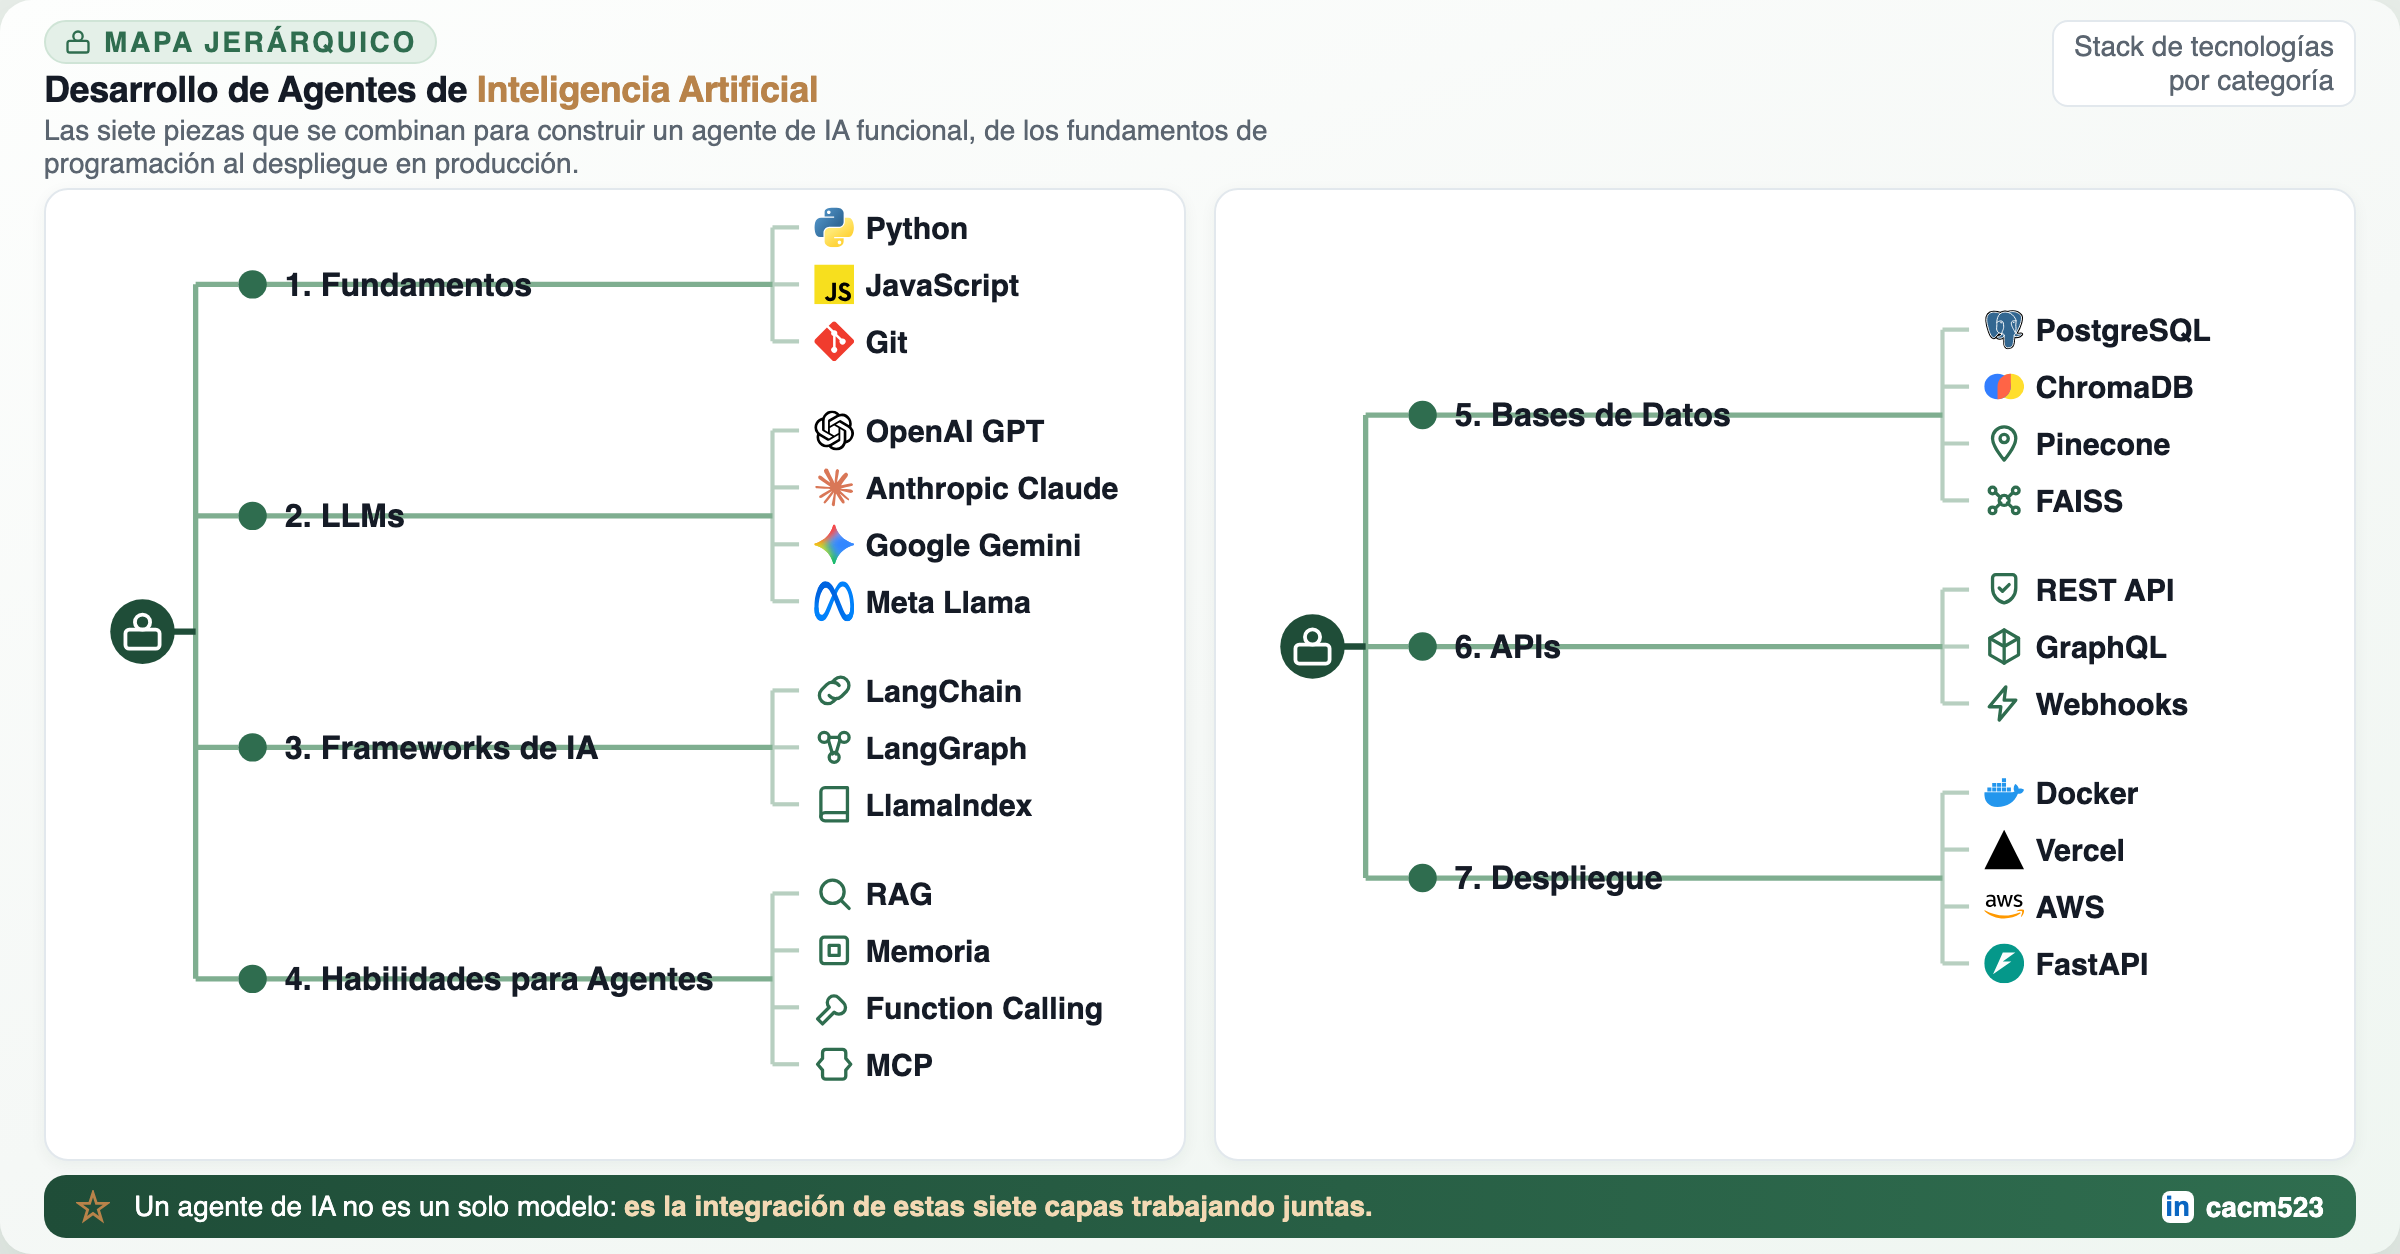 MAPA JERÁRQUICO
Desarrollo de Agentes de Inteligencia Artificial
Las siete piezas que se combinan para construir un agente de IA funcional, de los fundamentos de
programación al despliegue en producción.
Stack de tecnologías
por categoría
1. Fundamentos
Python
JS JavaScript
Git
2. LLMs
OpenAI GPT
Anthropic Claude
Google Gemini
Meta Llama
3. Frameworks de IA
LangChain
LangGraph
LlamaIndex
4. Habilidades para Agentes
RAG
Memoria
Function Calling
MCP
5. Bases de Datos
PostgreSQL
ChromaDB
Pinecone
FAISS
6. APIs
REST API
GraphQL
Webhooks
7. Despliegue
Docker
Vercel
aws AWS
FastAPI
Un agente de IA no es un solo modelo: es la integración de estas siete capas trabajando juntas.
in cacm523